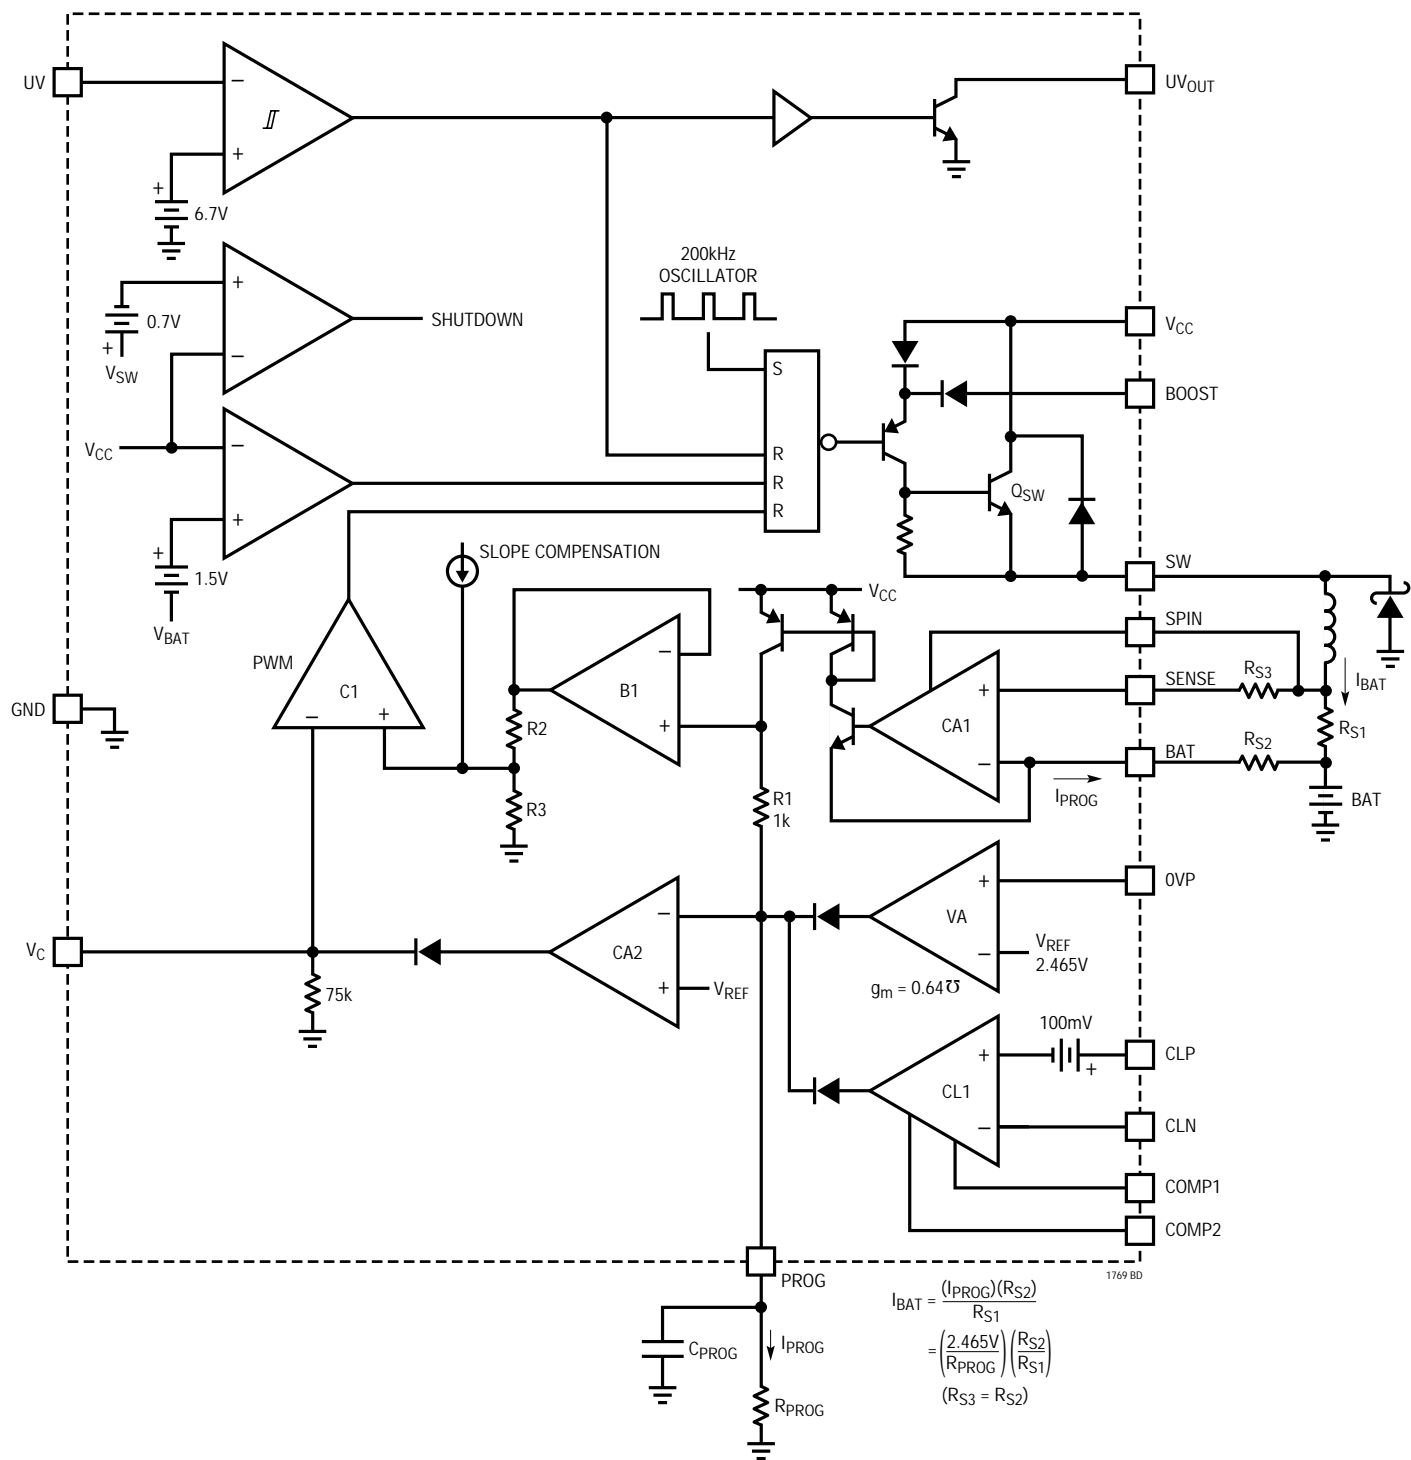 UV
−
+
+
6.7V
UVOUT
+
−
0.7V
+
VSW
SHUTDOWN
200kHz
OSCILLATOR
S
R
R
R
VCC
BOOST
QSW
VCC
−
+
+
1.5V
VBAT
SLOPE COMPENSATION
PWM
C1
−
+
B1
−
+
R2
R3
VCC
R1
1k
SW
SPIN
SENSE
BAT
RS3
IBAT
RS1
RS2
BAT
CA1
+
−
IPROG
GND
VA
+
−
0VP
VREF
2.465V
gm = 0.64℧
VC
75k
CA2
−
+
VREF
100mV
+
CL1
+
−
CLP
CLN
COMP1
COMP2
1769 BD
PROG
CPROG
IPROG
RPROG
IBAT = (IPROG)(RS2)
RS1
= (2.465V / RPROG) (RS2 / RS1)
(RS3 = RS2)